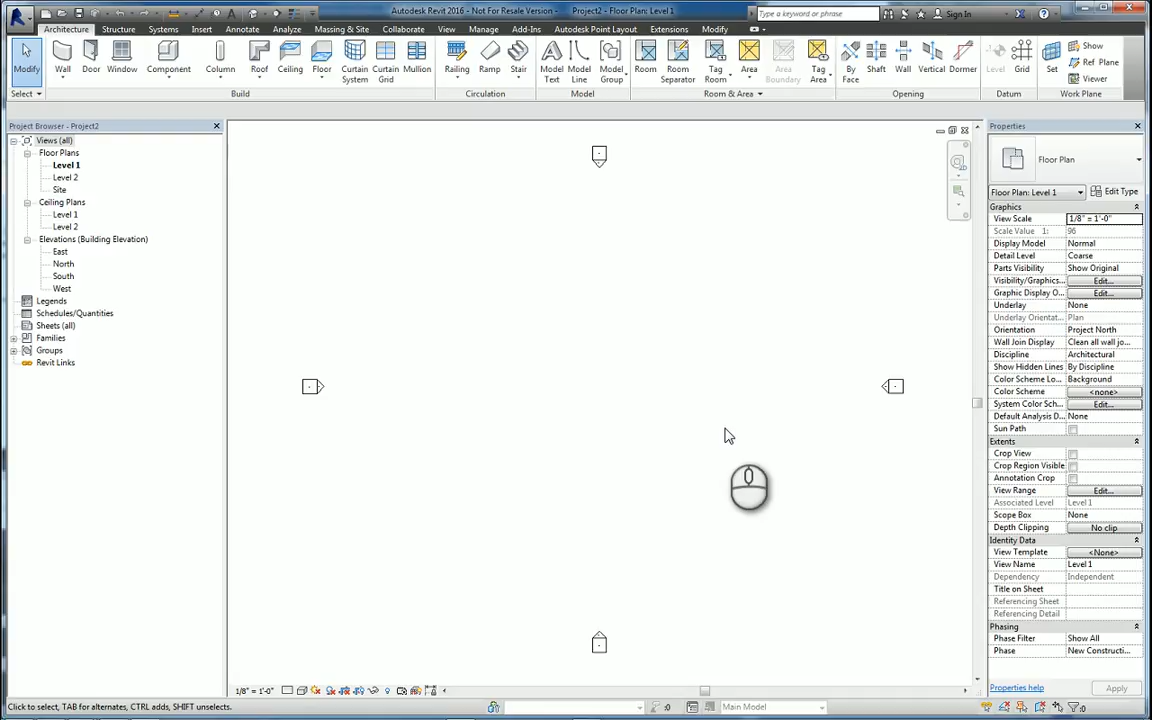 Autodesk Revit 2016 - Not For Resale Version - Project2 - Floor Plan: Level 1
Type a keyword or phrase
Sign In
Architecture Structure Systems Insert Annotate Analyze Massing & Site Collaborate View Manage Add-Ins Autodesk Point Layout Extensions Modify
Modify Wall Door Window Component Column Roof Ceiling Floor Curtain System Curtain Grid Mullion Railing Ramp Stair Model Text Model Line Model Group Room Room Separator Tag Room Area Area Boundary Tag Area By Face Shaft Wall Vertical Dormer Level Grid Set Show Ref Plane Viewer
Select Build Circulation Model Room & Area Opening Datum Work Plane
Project Browser - Project2
Views (all)
Floor Plans
Level 1
Level 2
Site
Ceiling Plans
Level 1
Level 2
Elevations (Building Elevation)
East
North
South
West
Legends
Schedules/Quantities
Sheets (all)
Families
Groups
Revit Links
Properties
Floor Plan
Floor Plan: Level 1 Edit Type
Graphics
View Scale 1/8" = 1'-0"
Scale Value 1: 96
Display Model Normal
Detail Level Coarse
Parts Visibility Show Original
Visibility/Graphics... Edit...
Graphic Display O... Edit...
Underlay None
Underlay Orientat... Plan
Orientation Project North
Wall Join Display Clean all wall jo...
Discipline Architectural
Show Hidden Lines By Discipline
Color Scheme Lo... Background
Color Scheme <none>
System Color Sch... Edit...
Default Analysis D... None
Sun Path
Extents
Crop View
Crop Region Visible
Annotation Crop
View Range Edit...
Associated Level Level 1
Scope Box None
Depth Clipping No clip
Identity Data
View Template <None>
View Name Level 1
Dependency Independent
Title on Sheet
Referencing Sheet
Referencing Detail
Phasing
Phase Filter Show All
Phase New Constructi...
Properties help Apply
1/8" = 1'-0"
Click to select, TAB for alternates, CTRL adds, SHIFT unselects. :0 Main Model :0